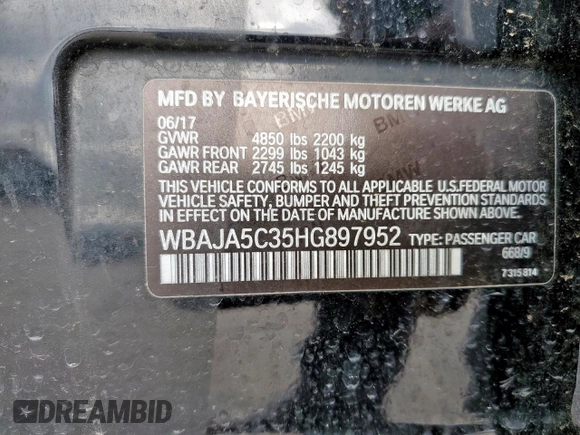 MFD BY BAYERISCHE MOTOREN WERKE AG
06/17
GVWR 4850 lbs 2200 kg
GAWR FRONT 2299 lbs 1043 kg
GAWR REAR 2745 lbs 1245 kg
THIS VEHICLE CONFORMS TO ALL APPLICABLE U.S.FEDERAL MOTOR
VEHICLE SAFETY, BUMPER AND THEFT PREVENTION STANDARDS
IN EFFECT ON THE DATE OF MANUFACTURE SHOWN ABOVE.
WBAJA5C35HG897952 TYPE: PASSENGER CAR
668/9
7315814
DREAMBID